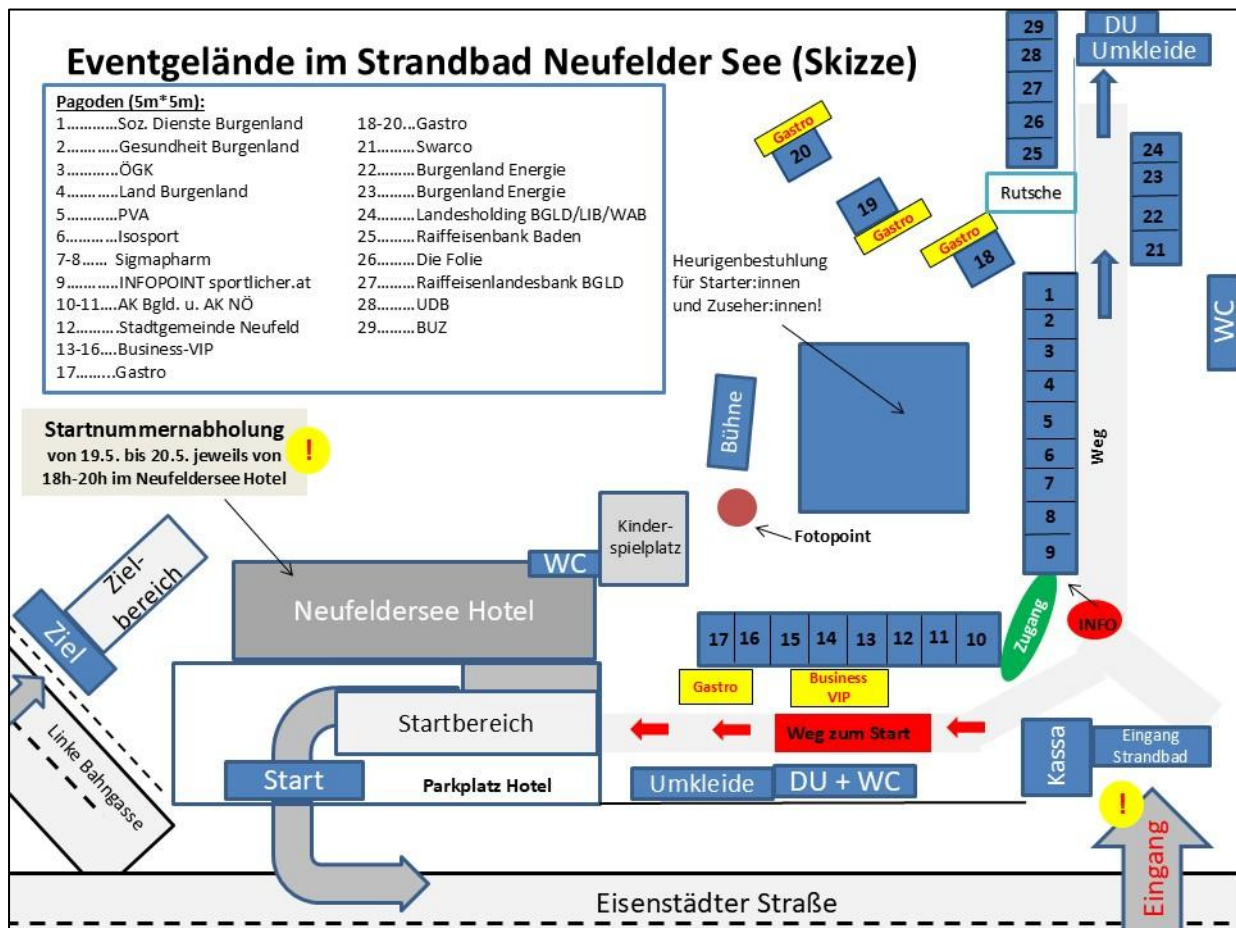 Eventgelände im Strandbad Neufelder See (Skizze)
Pagoden (5m*5m):
1...........Soz. Dienste Burgenland
2...........Gesundheit Burgenland
3...........ÖGK
4...........Land Burgenland
5...........PVA
6...........Isosport
7-8...... Sigmapharm
9...........INFOPOINT sportlicher.at
10-11....AK Bgld. u. AK NÖ
12.........Stadtgemeinde Neufeld
13-16....Business-VIP
17.........Gastro
18-20...Gastro
21.........Swarco
22.........Burgenland Energie
23.........Burgenland Energie
24.........Landesholding BGLD/LIB/WAB
25.........Raiffeisenbank Baden
26.........Die Folie
27.........Raiffeisenlandesbank BGLD
28.........UDB
29.........BUZ
29
28
27
26
25
DU
Umkleide
Gastro
20
19
Gastro
Gastro
18
Rutsche
24
23
22
21
WC
Heurigenbestuhlung
für Starter:innen
und Zuseher:innen!
1
2
3
4
5
6
7
8
9
Weg
Bühne
Fotopoint
Startnummernabholung
von 19.5. bis 20.5. jeweils von
18h-20h im Neufeldersee Hotel
!
Kinder-
spielplatz
WC
Neufeldersee Hotel
Ziel-
bereich
Ziel
Linke Bahngasse
Zugang
INFO
17
16
15
14
13
12
11
10
Gastro
Business
VIP
Startbereich
Weg zum Start
Start
Parkplatz Hotel
Umkleide
DU + WC
Kassa
Eingang
Strandbad
!
Eingang
Eisenstädter Straße